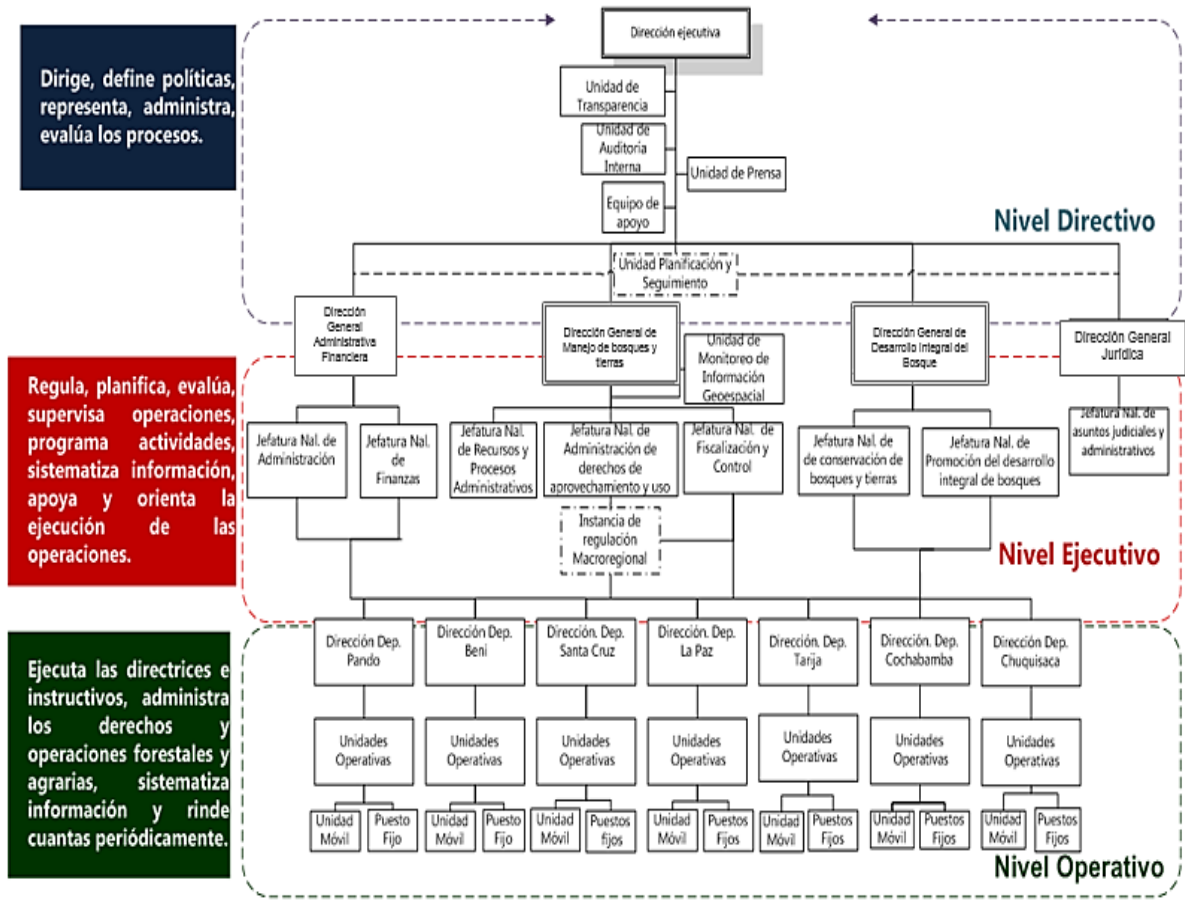 Dirección ejecutiva
Dirige, define políticas,
representa, administra,
evalúa los procesos.
Unidad de
Transparencia
Unidad de
Auditoría
Interna
Unidad de Prensa
Equipo de
apoyo
Nivel Directivo
Unidad Planificación y
Seguimiento
Dirección
General
Administrativa
Financiera
Dirección General de
Manejo de bosques y
tierras
Unidad de
Monitoreo de
Información
Geoespacial
Dirección General de
Desarrollo Integral del
Bosque
Dirección General
Jurídica
Regula, planifica, evalúa,
supervisa operaciones,
programa actividades,
sistematiza información,
apoya y orienta la
ejecución de las
operaciones.
Jefatura Nal. de
Administración
Jefatura Nal.
de
Finanzas
Jefatura Nal.
de Recursos y
Procesos
Administrativos
Jefatura Nal. de
Administración de
derechos de
aprovechamiento y uso
Jefatura Nal. de
Fiscalización y
Control
Jefatura Nal. de
de conservación de
bosques y tierras
Jefatura Nal. de
Promoción del desarrollo
integral de bosques
Jefatura Nal. de
asuntos judiciales y
administrativos
Instancia de
regulación
Macroregional
Nivel Ejecutivo
Dirección Dep.
Pando
Dirección Dep.
Beni
Dirección. Dep.
Santa Cruz
Dirección. Dep.
La Paz
Dirección. Dep.
Tarija
Dirección. Dep.
Cochabamba
Dirección Dep.
Chuquisaca
Ejecuta las directrices e
instructivos, administra
los derechos y
operaciones forestales y
agrarias, sistematiza
información y rinde
cuantas periódicamente.
Unidades
Operativas
Unidades
Operativas
Unidades
Operativas
Unidades
Operativas
Unidades
Operativas
Unidades
Operativas
Unidades
Operativas
Unidad
Móvil
Puesto
Fijo
Unidad
Móvil
Puesto
Fijo
Unidad
Móvil
Puestos
fijos
Unidad
Móvil
Puestos
Fijos
Unidad
Móvil
Puestos
Fijos
Unidad
Móvil
Puestos
Fijos
Unidad
Móvil
Puestos
Fijos
Nivel Operativo